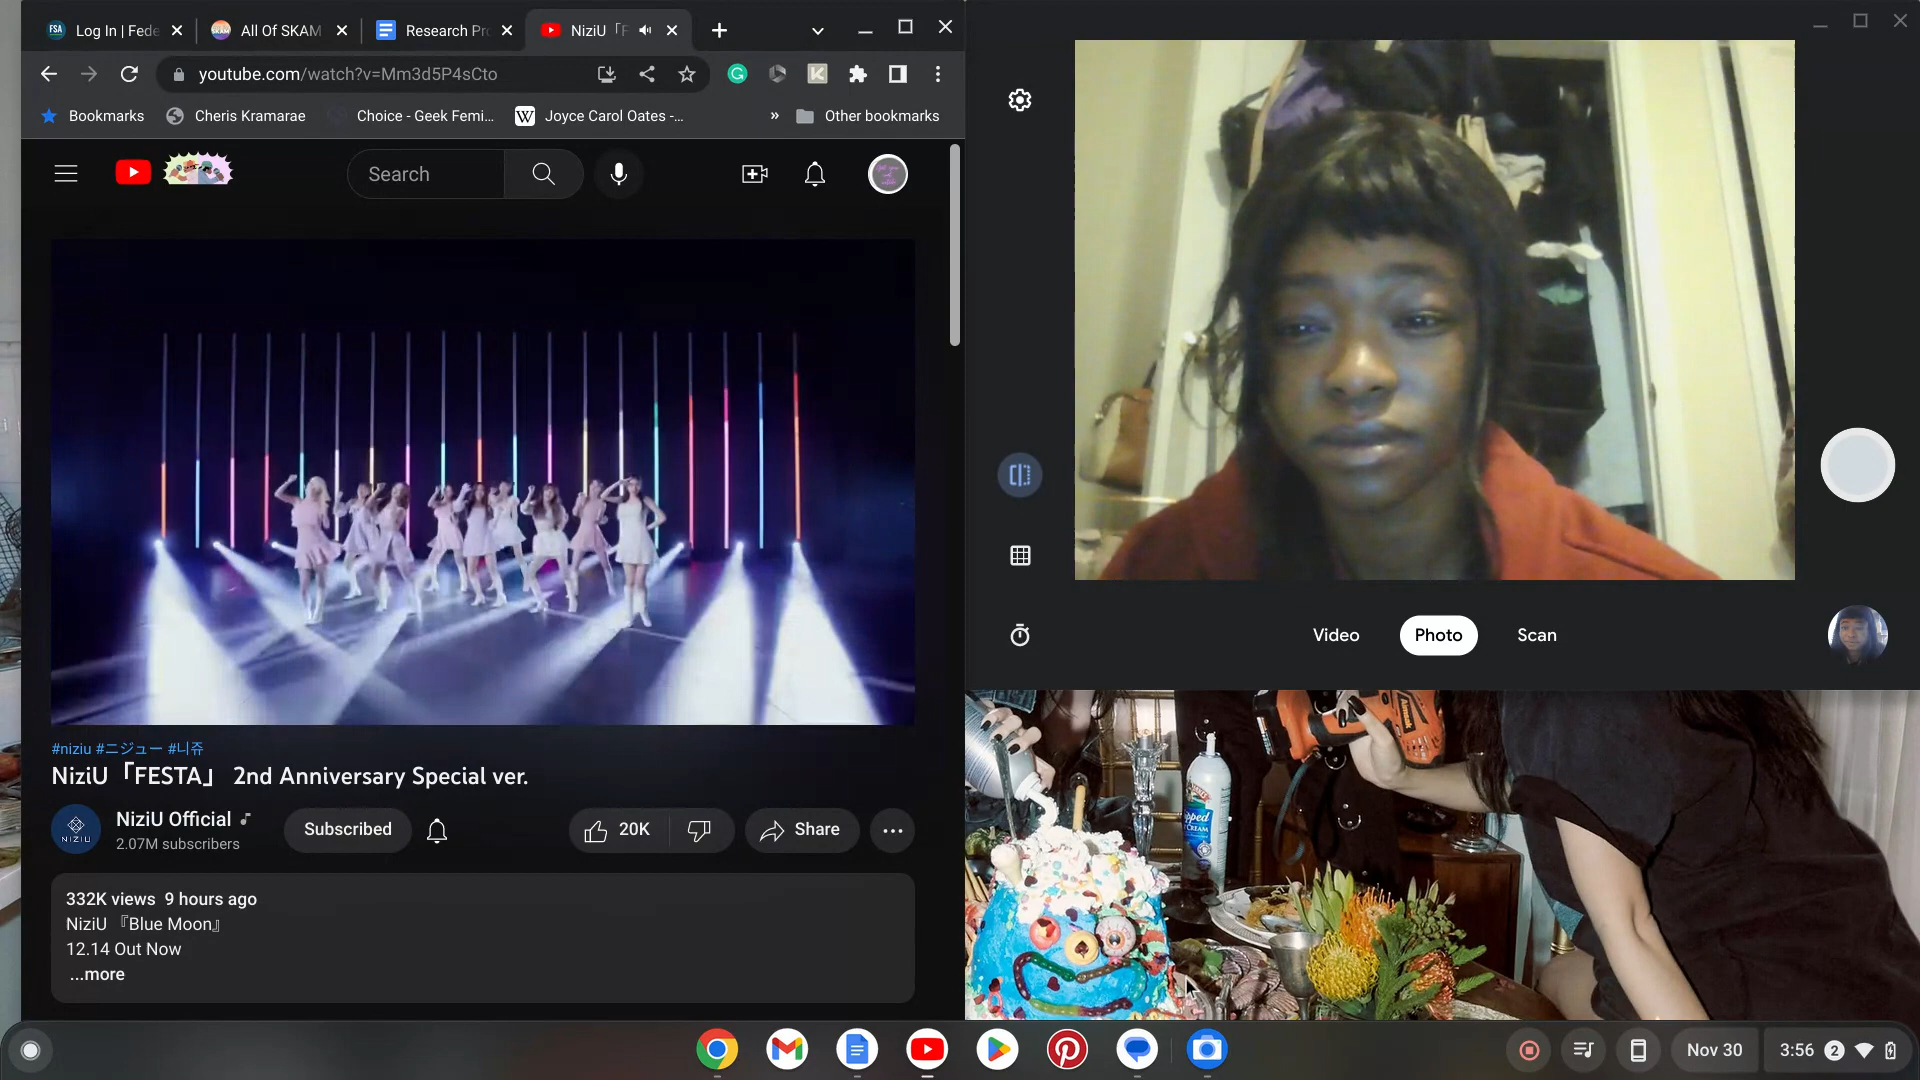 Log In | Fede
All Of SKAM
Research Pro
NiziU「F
youtube.com/watch?v=Mm3d5P4sCto
Bookmarks
Cheris Kramarae
Choice - Geek Femi...
Joyce Carol Oates -...
»
Other bookmarks
Search
#niziu #ニジュー #니쥬
NiziU「FESTA」 2nd Anniversary Special ver.
NiziU Official
2.07M subscribers
Subscribed
20K
Share
332K views 9 hours ago
NiziU 『Blue Moon』
12.14 Out Now
...more
Video
Photo
Scan
Nov 30
3:56
2